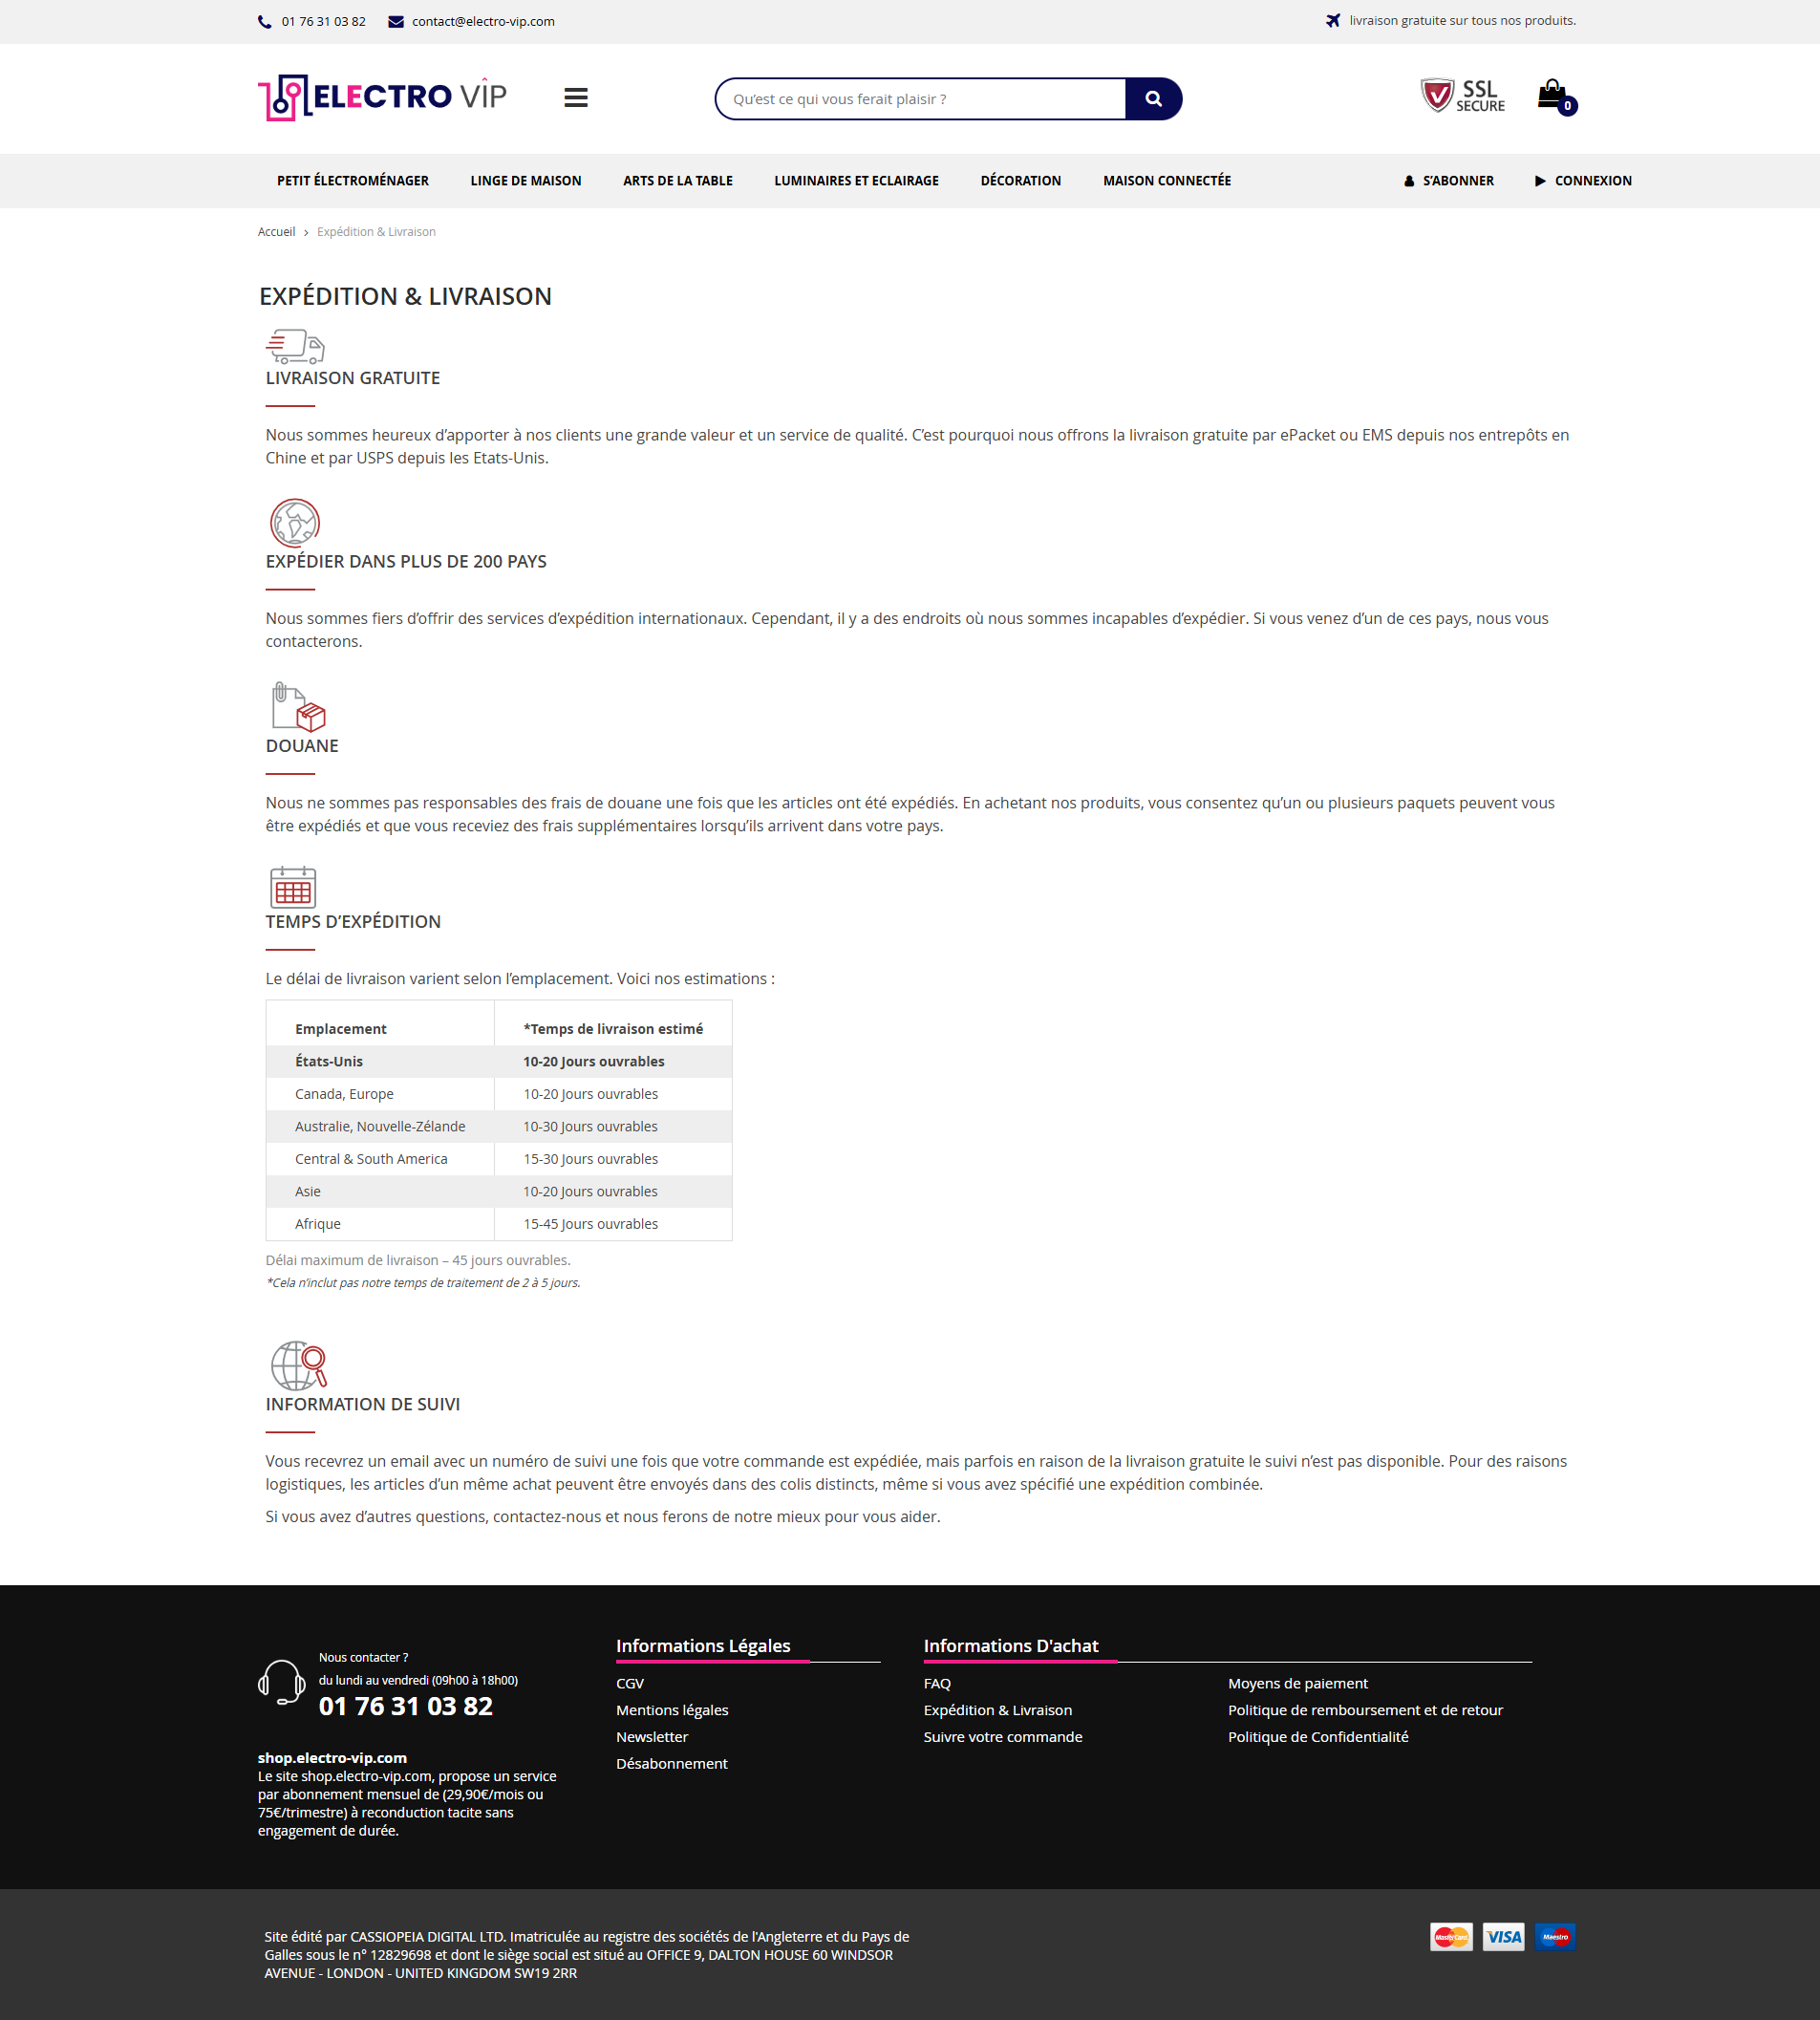 01 76 31 03 82 contact@electro-vip.com livraison gratuite sur tous nos produits.
ELECTRO VIP
Qu'est ce qui vous ferait plaisir ?
SSL
SECURE
0
PETIT ÉLECTROMÉNAGER LINGE DE MAISON ARTS DE LA TABLE LUMINAIRES ET ECLAIRAGE DÉCORATION MAISON CONNECTÉE S'ABONNER CONNEXION
Accueil › Expédition & Livraison
EXPÉDITION & LIVRAISON
LIVRAISON GRATUITE
Nous sommes heureux d'apporter à nos clients une grande valeur et un service de qualité. C'est pourquoi nous offrons la livraison gratuite par ePacket ou EMS depuis nos entrepôts en
Chine et par USPS depuis les Etats-Unis.
EXPÉDIER DANS PLUS DE 200 PAYS
Nous sommes fiers d'offrir des services d'expédition internationaux. Cependant, il y a des endroits où nous sommes incapables d'expédier. Si vous venez d'un de ces pays, nous vous
contacterons.
DOUANE
Nous ne sommes pas responsables des frais de douane une fois que les articles ont été expédiés. En achetant nos produits, vous consentez qu'un ou plusieurs paquets peuvent vous
être expédiés et que vous receviez des frais supplémentaires lorsqu'ils arrivent dans votre pays.
TEMPS D'EXPÉDITION
Le délai de livraison varient selon l'emplacement. Voici nos estimations :
Emplacement *Temps de livraison estimé
États-Unis 10-20 Jours ouvrables
Canada, Europe 10-20 Jours ouvrables
Australie, Nouvelle-Zélande 10-30 Jours ouvrables
Central & South America 15-30 Jours ouvrables
Asie 10-20 Jours ouvrables
Afrique 15-45 Jours ouvrables
Délai maximum de livraison – 45 jours ouvrables.
*Cela n'inclut pas notre temps de traitement de 2 à 5 jours.
INFORMATION DE SUIVI
Vous recevrez un email avec un numéro de suivi une fois que votre commande est expédiée, mais parfois en raison de la livraison gratuite le suivi n'est pas disponible. Pour des raisons
logistiques, les articles d'un même achat peuvent être envoyés dans des colis distincts, même si vous avez spécifié une expédition combinée.
Si vous avez d'autres questions, contactez-nous et nous ferons de notre mieux pour vous aider.
Nous contacter ?
du lundi au vendredi (09h00 à 18h00)
01 76 31 03 82
shop.electro-vip.com
Le site shop.electro-vip.com, propose un service
par abonnement mensuel de (29,90€/mois ou
75€/trimestre) à reconduction tacite sans
engagement de durée.
Informations Légales
CGV
Mentions légales
Newsletter
Désabonnement
Informations D'achat
FAQ
Expédition & Livraison
Suivre votre commande
Moyens de paiement
Politique de remboursement et de retour
Politique de Confidentialité
Site édité par CASSIOPEIA DIGITAL LTD. Imatriculée au registre des sociétés de l'Angleterre et du Pays de
Galles sous le n° 12829698 et dont le siège social est situé au OFFICE 9, DALTON HOUSE 60 WINDSOR
AVENUE - LONDON - UNITED KINGDOM SW19 2RR
MasterCard VISA Maestro